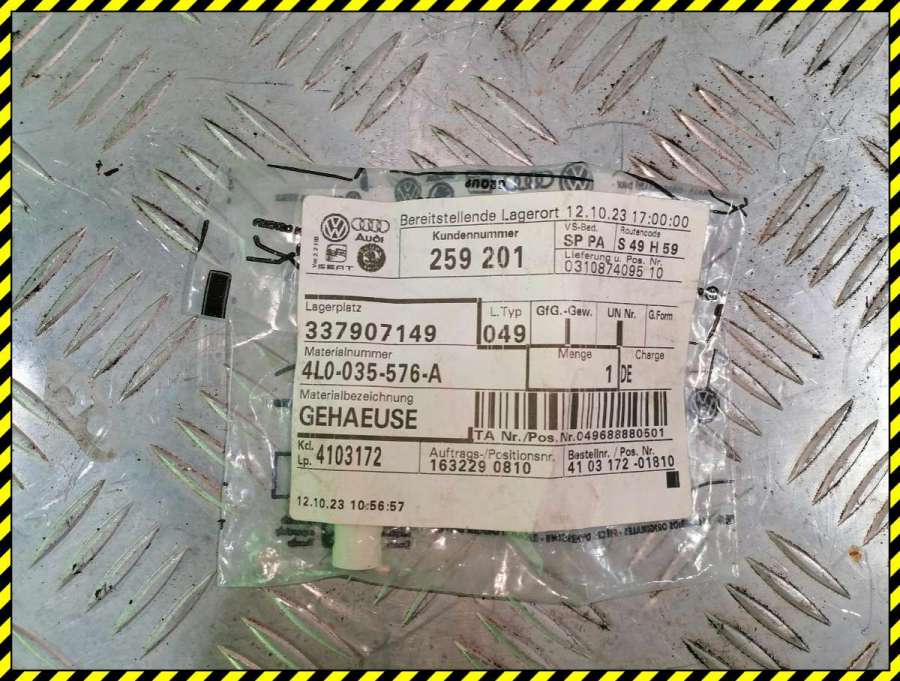 GROUP
Bereitstellende Lagerort 12.10.23 17:00:00
Audi
SEAT
Kundennummer
259 201
VS-Bed.
SP PA
Routencode
S 49 H 59
Lieferung u. Pos. Nr.
0310874095 10
Lagerplatz
337907149
L.Typ
049
GfG.-Gew.
UN Nr.
G.Form
Materialnummer
4L0-035-576-A
Menge
1
Charge
DE
Materialbezeichnung
GEHAEUSE
TA Nr./Pos.Nr.049688880501
Kcl.
Lp. 4103172
Auftrags-/Positionsnr.
163229 0810
Bestellnr. / Pos. Nr.
41 03 172 -01810
12.10.23 10:56:57